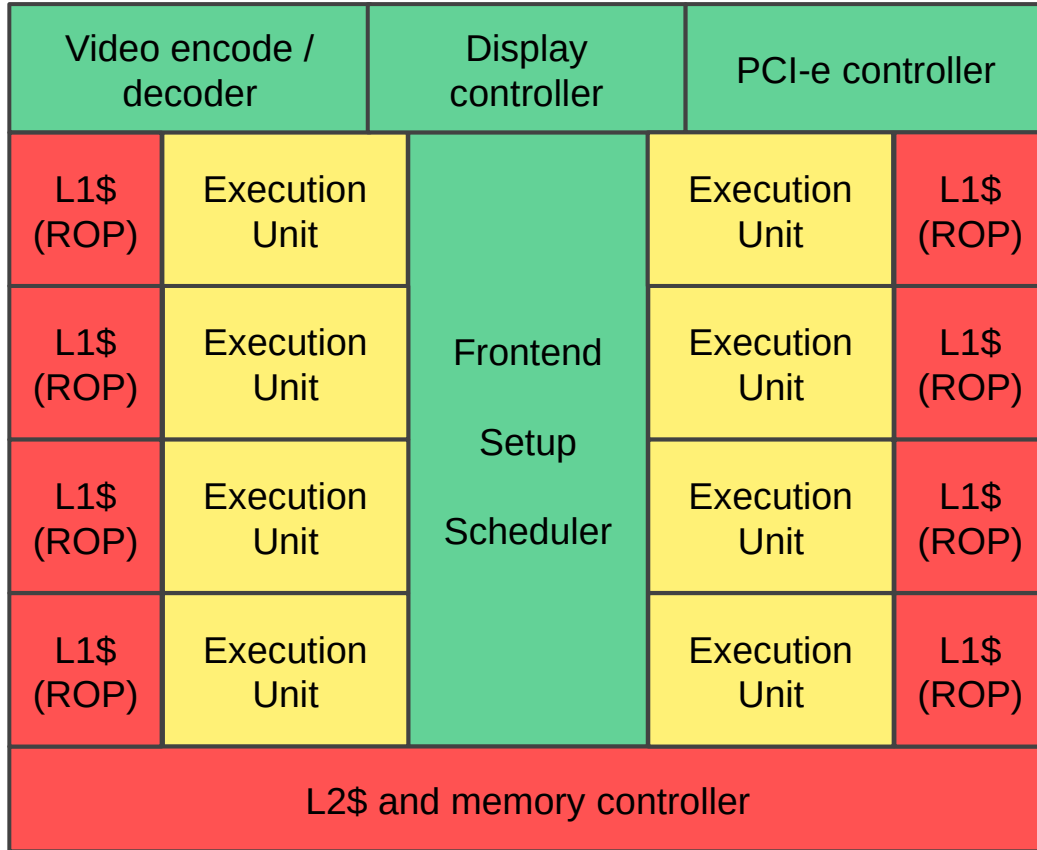 Video encode /
decoder
Display
controller
PCI-e controller
L1$
(ROP)
Execution
Unit
Execution
Unit
L1$
(ROP)
L1$
(ROP)
Execution
Unit
Frontend
Execution
Unit
L1$
(ROP)
Setup
L1$
(ROP)
Execution
Unit
Scheduler
Execution
Unit
L1$
(ROP)
L1$
(ROP)
Execution
Unit
Execution
Unit
L1$
(ROP)
L2$ and memory controller